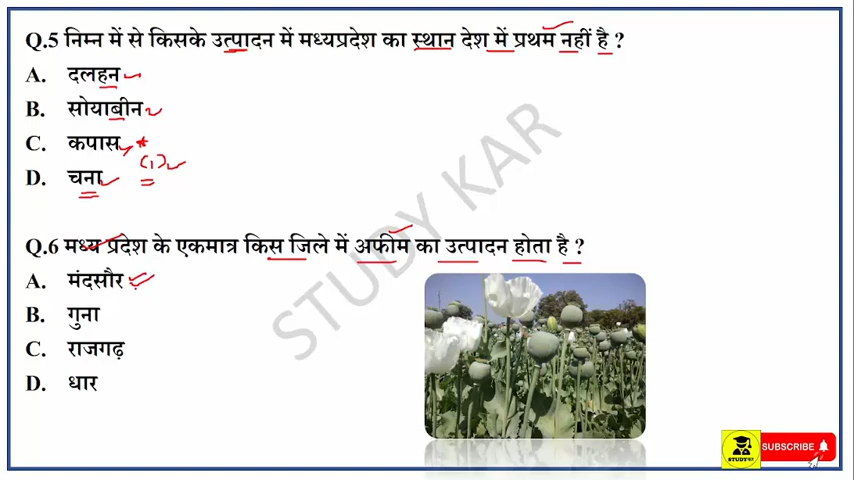 Q.5 निम्न में से किसके उत्पादन में मध्यप्रदेश का स्थान देश में प्रथम नहीं है ?
A. दलहन
B. सोयाबीन
C. कपास
(1)
D. चना
STUDY KAR
Q.6 मध्य प्रदेश के एकमात्र किस जिले में अफीम का उत्पादन होता है ?
A. मंदसौर
B. गुना
C. राजगढ़
D. धार
SUBSCRIBE